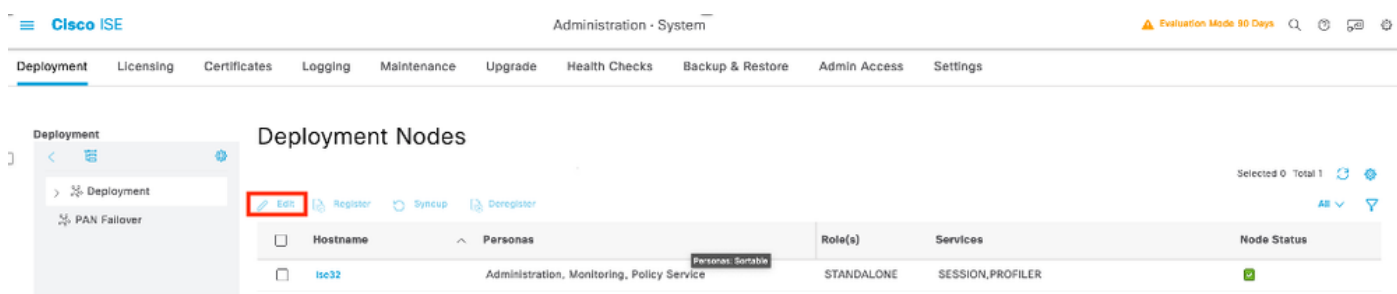 Cisco ISE Administration · System Evaluation Mode 90 Days
Deployment Licensing Certificates Logging Maintenance Upgrade Health Checks Backup & Restore Admin Access Settings
Deployment
Deployment Nodes
Selected 0 Total 1
Deployment
Edit Register Syncup Deregister All
PAN Failover
Hostname Personas Role(s) Services Node Status
Personas: Sortable
ise32 Administration, Monitoring, Policy Service STANDALONE SESSION,PROFILER